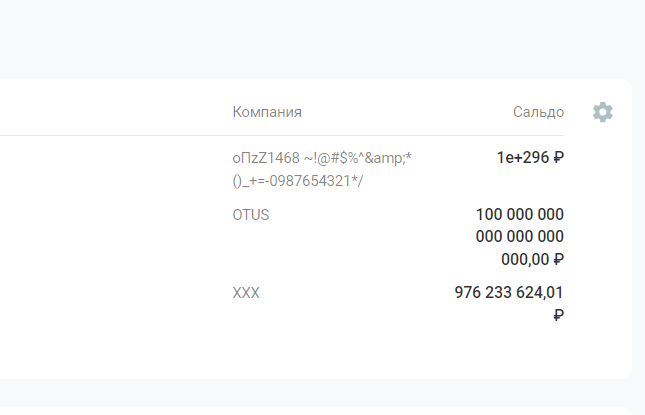 Компания Сальдо
оПzZ1468 ~!@#$%^&amp;* 1e+296 ₽
()_+=-0987654321*/
OTUS 100 000 000
000 000 000
000,00 ₽
XXX 976 233 624,01
₽